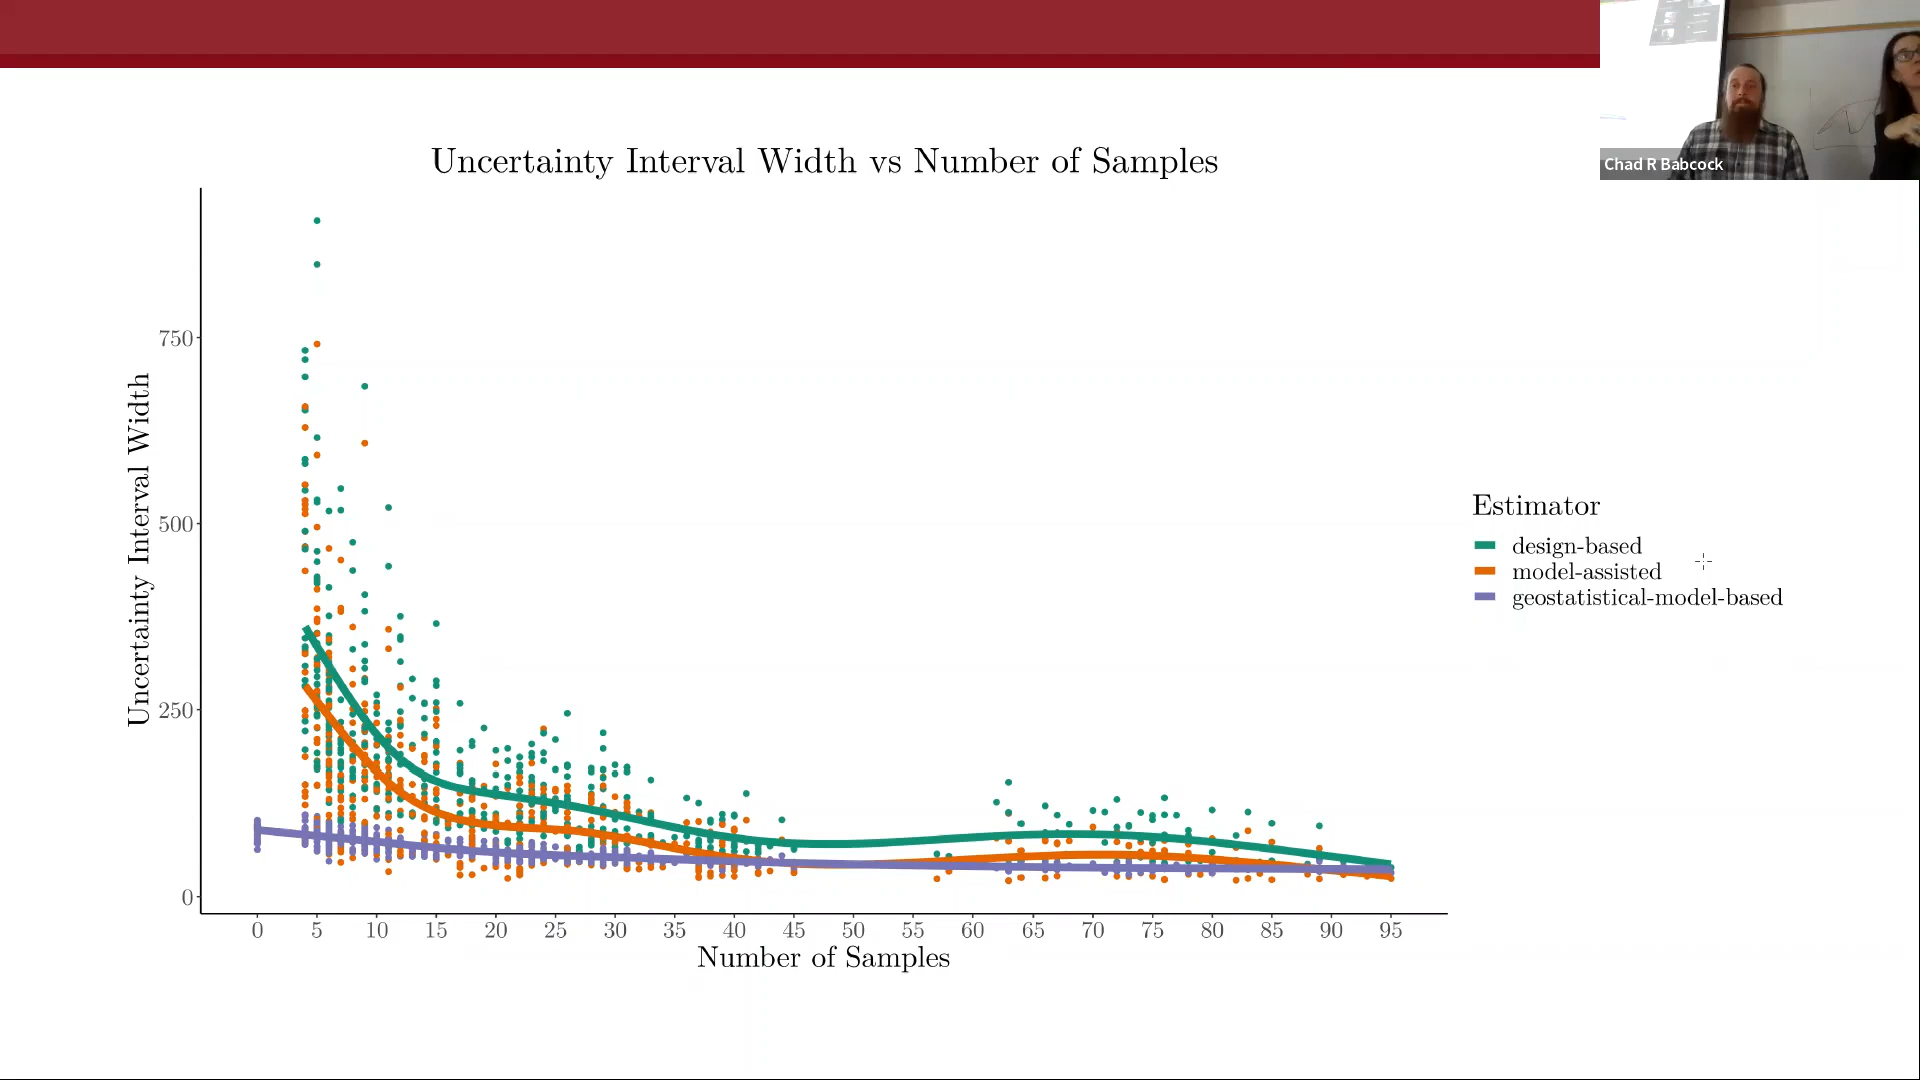 Chad R Babcock
Uncertainty Interval Width vs Number of Samples
Uncertainty Interval Width
750
500
250
0
0 5 10 15 20 25 30 35 40 45 50 55 60 65 70 75 80 85 90 95
Number of Samples
Estimator
design-based
model-assisted
geostatistical-model-based